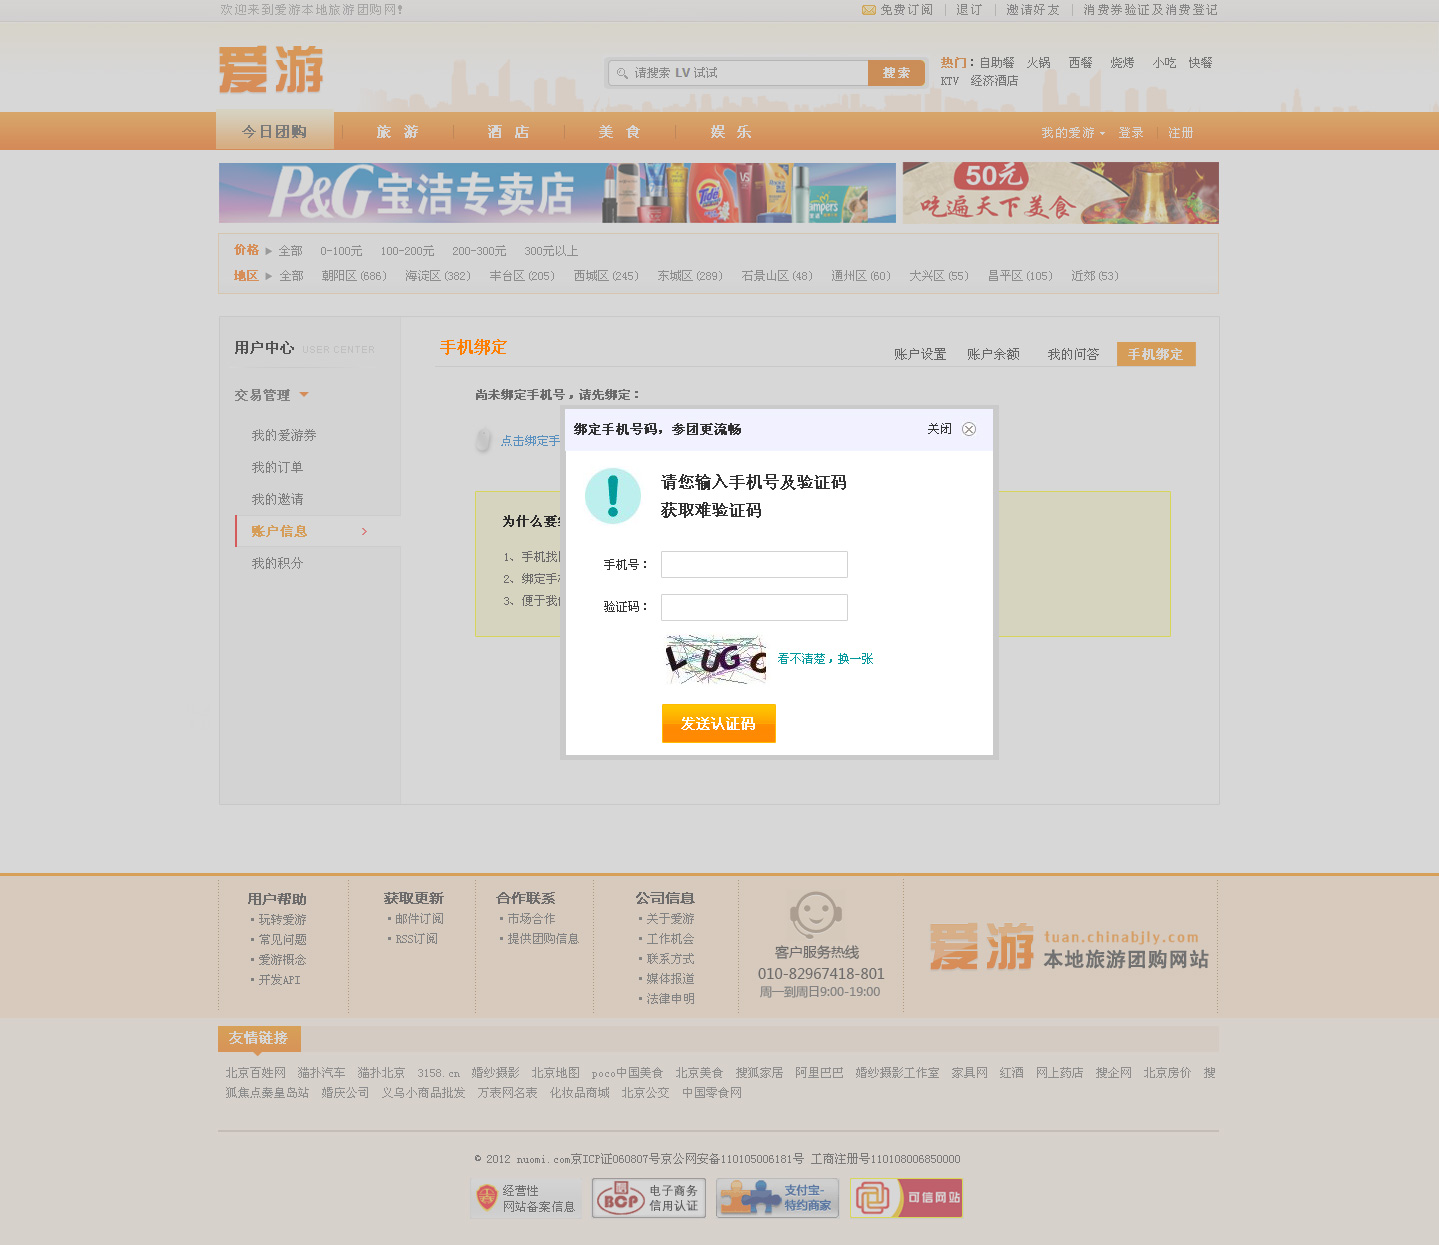 欢迎来到爱游本地旅游团购网!
免费订阅 | 退订 | 邀请好友 | 消费券验证及消费登记
爱游
请搜索 LV 试试
搜索
热门：自助餐 火锅 西餐 烧烤 小吃 快餐
KTV 经济酒店
今日团购 旅游 酒店 美食 娱乐
我的爱游 登录 注册
P&G宝洁专卖店
Tide
VS
Pampers
50元
吃遍天下美食
价格 全部 0-100元 100-200元 200-300元 300元以上
地区 全部 朝阳区(686) 海淀区(382) 丰台区(205) 西城区(245) 东城区(289) 石景山区(48) 通州区(60) 大兴区(55) 昌平区(105) 近郊(53)
用户中心 USER CENTER
交易管理
我的爱游券
我的订单
我的邀请
账户信息
我的积分
手机绑定
账户设置 账户余额 我的问答 手机绑定
尚未绑定手机号，请先绑定：
点击绑定手
为什么要
1、手机找
2、绑定手
3、便于我
绑定手机号码，参团更流畅
关闭
请您输入手机号及验证码
获取难验证码
手机号：
验证码：
LUGC
看不清楚，换一张
发送认证码
用户帮助
玩转爱游
常见问题
爱游概念
开发API
获取更新
邮件订阅
RSS订阅
合作联系
市场合作
提供团购信息
公司信息
关于爱游
工作机会
联系方式
媒体报道
法律申明
客户服务热线
010-82967418-801
周一到周日9:00-19:00
爱游
tuan.chinabjly.com
本地旅游团购网站
友情链接
北京百姓网 猫扑汽车 猫扑北京 3158.cn 婚纱摄影 北京地图 poco中国美食 北京美食 搜狐家居 阿里巴巴 婚纱摄影工作室 家具网 红酒 网上药店 搜企网 北京房价 搜
狐焦点秦皇岛站 婚庆公司 义乌小商品批发 万表网名表 化妆品商城 北京公交 中国零食网
© 2012 nuomi.com京ICP证060807号京公网安备110105006181号 工商注册号110108006850000
经营性
网站备案信息
BCP
电子商务
信用认证
支付宝-
特约商家
可信网站